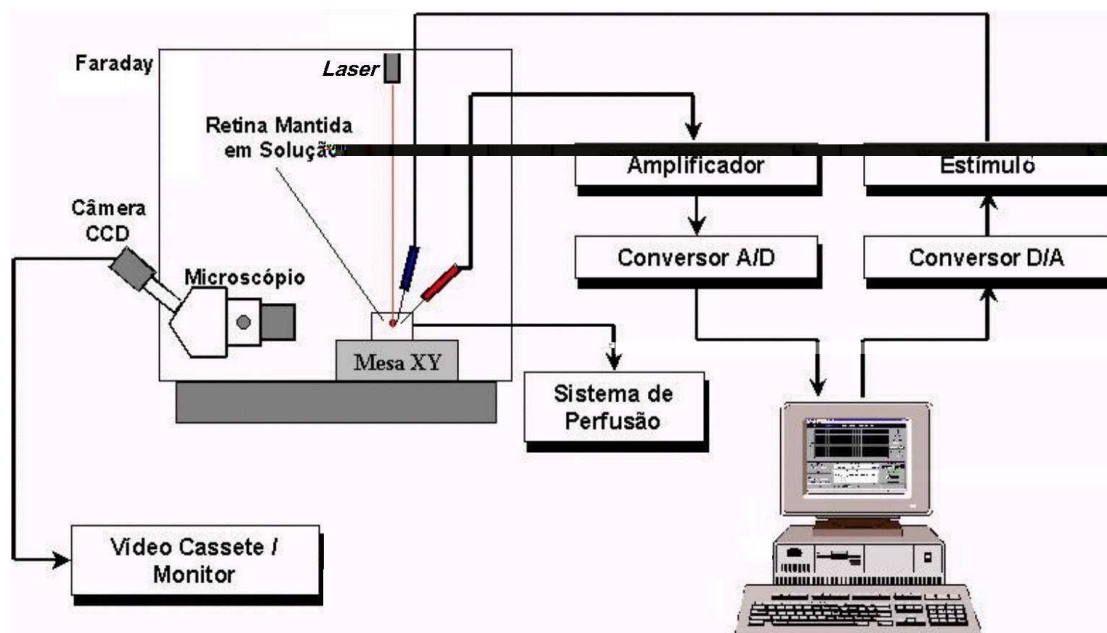 Faraday
Laser
Retina Mantida
em Solução
Amplificador
Estímulo
Câmera
CCD
Microscópio
Conversor A/D
Conversor D/A
Mesa XY
Sistema de
Perfusão
Vídeo Cassete /
Monitor